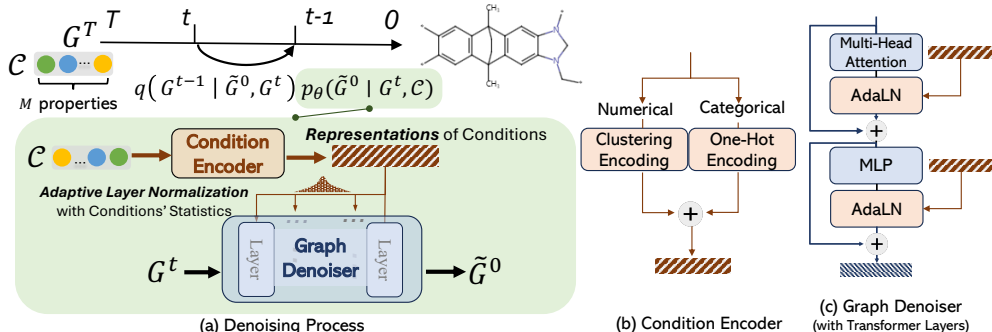 G^T T t t-1 0
C ...
M properties
q(G^{t-1} | G̃^0, G^t) p_θ(G̃^0 | G^t, C)
CH₃
N
N
CH₃
C ...
Condition
Encoder
Representations of Conditions
Adaptive Layer Normalization
with Conditions' Statistics
... ...
G^t
Layer
Graph
Denoiser
Layer
G̃^0
(a) Denoising Process
Numerical Categorical
Clustering
Encoding
One-Hot
Encoding
+
(b) Condition Encoder
Multi-Head
Attention
AdaLN
+
MLP
AdaLN
+
(c) Graph Denoiser
(with Transformer Layers)